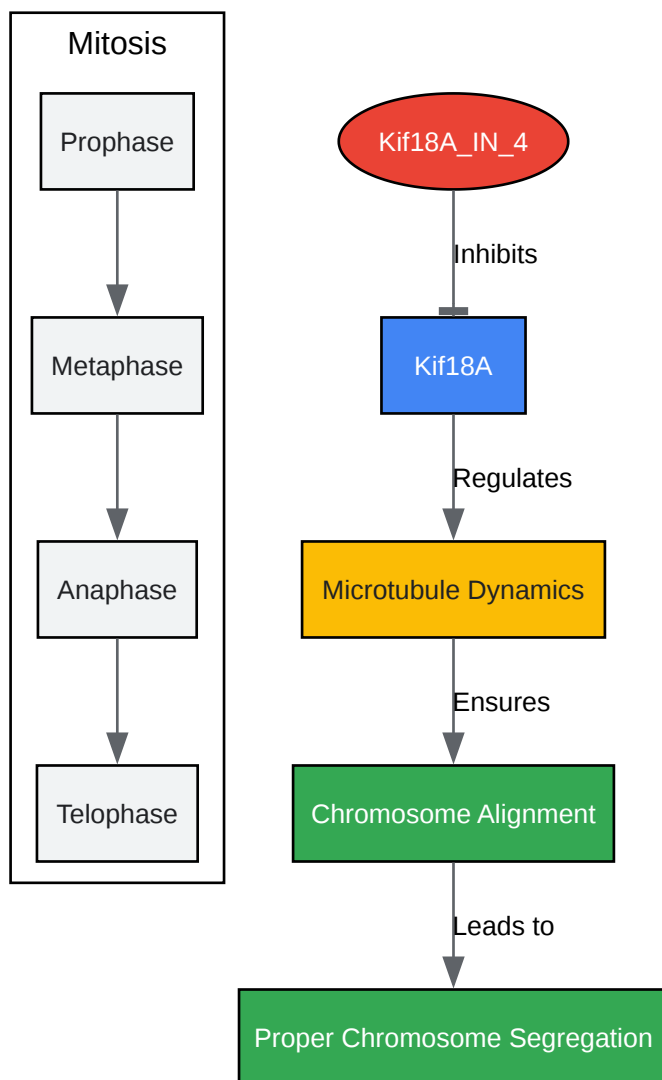 Mitosis
Prophase
Metaphase
Anaphase
Telophase
Kif18A_IN_4
Inhibits
Kif18A
Regulates
Microtubule Dynamics
Ensures
Chromosome Alignment
Leads to
Proper Chromosome Segregation